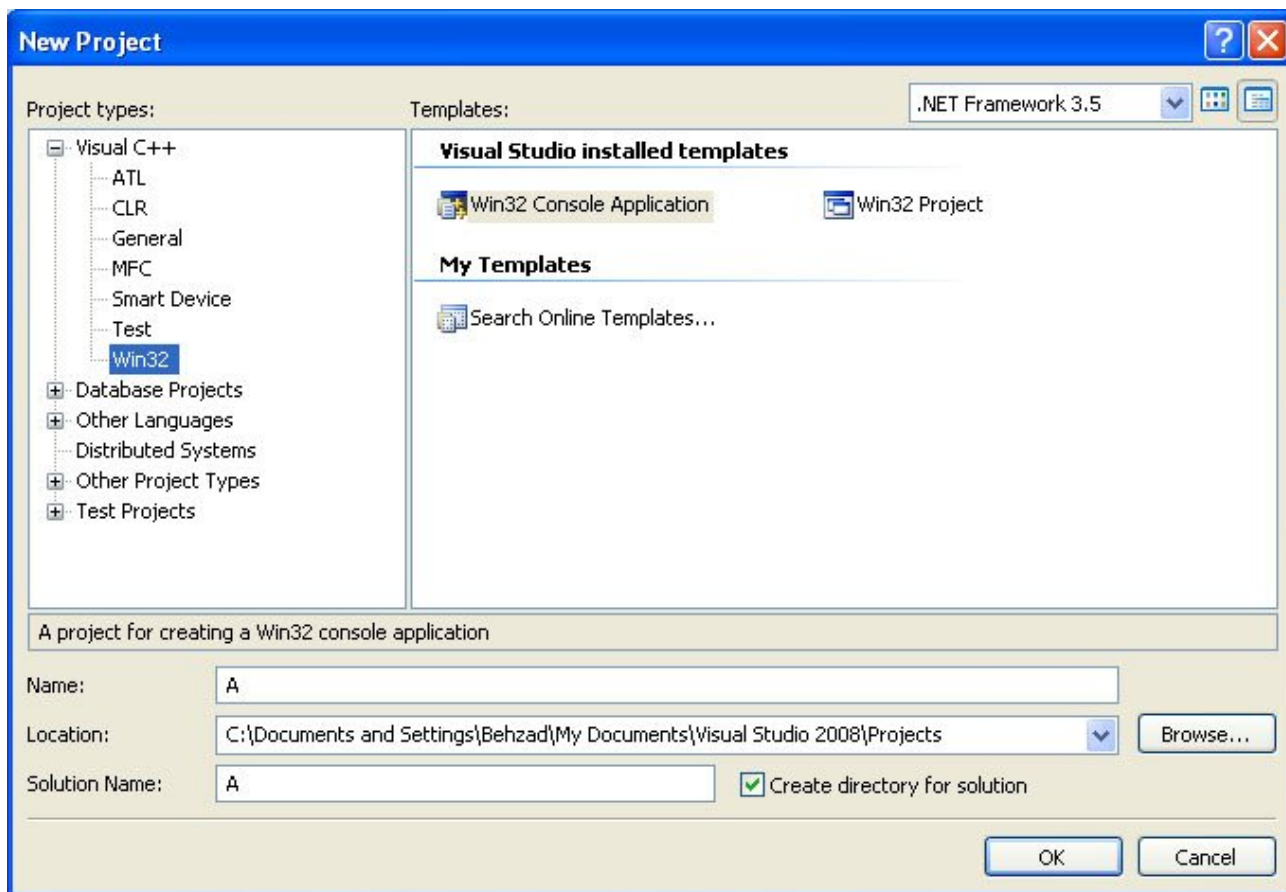 New Project
Project types:
Templates:
.NET Framework 3.5
Visual C++
ATL
CLR
General
MFC
Smart Device
Test
Win32
Database Projects
Other Languages
Distributed Systems
Other Project Types
Test Projects
Visual Studio installed templates
Win32 Console Application
Win32 Project
My Templates
Search Online Templates...
A project for creating a Win32 console application
Name:
A
Location:
C:\Documents and Settings\Behzad\My Documents\Visual Studio 2008\Projects
Browse...
Solution Name:
A
Create directory for solution
OK
Cancel